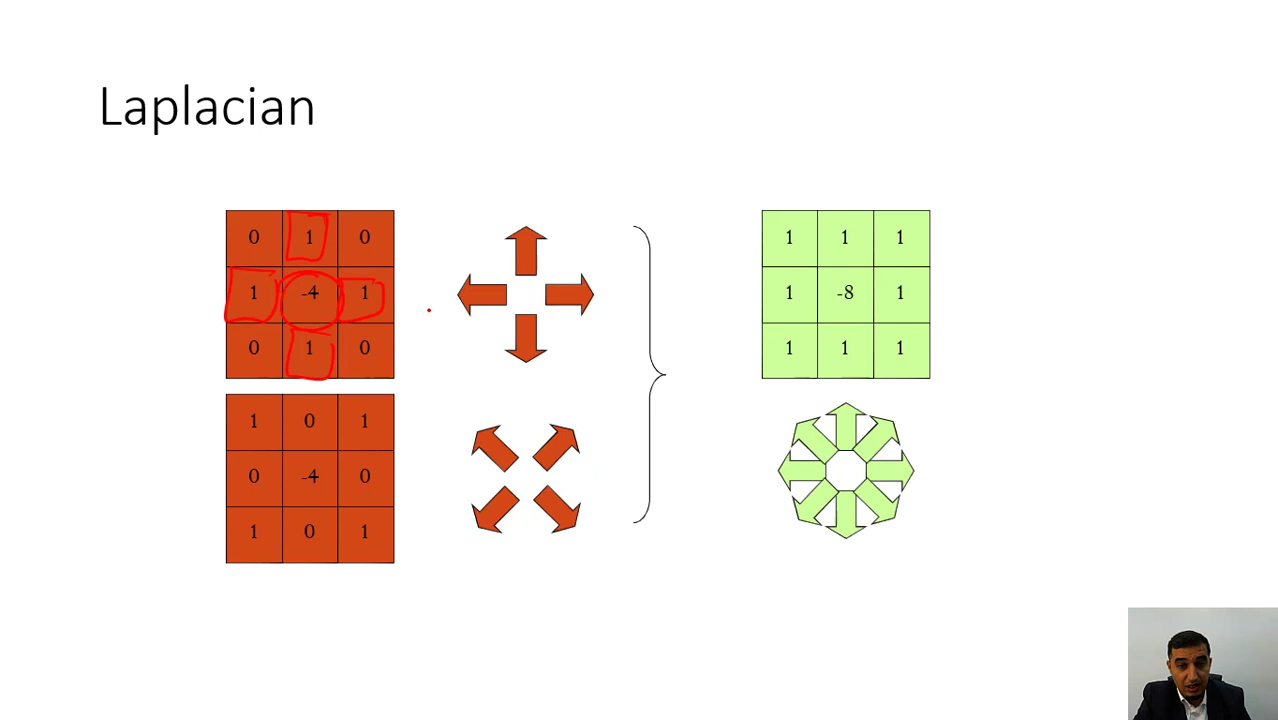 Laplacian
0 1 0
1 -4 1
0 1 0
1 0 1
0 -4 0
1 0 1
1 1 1
1 -8 1
1 1 1